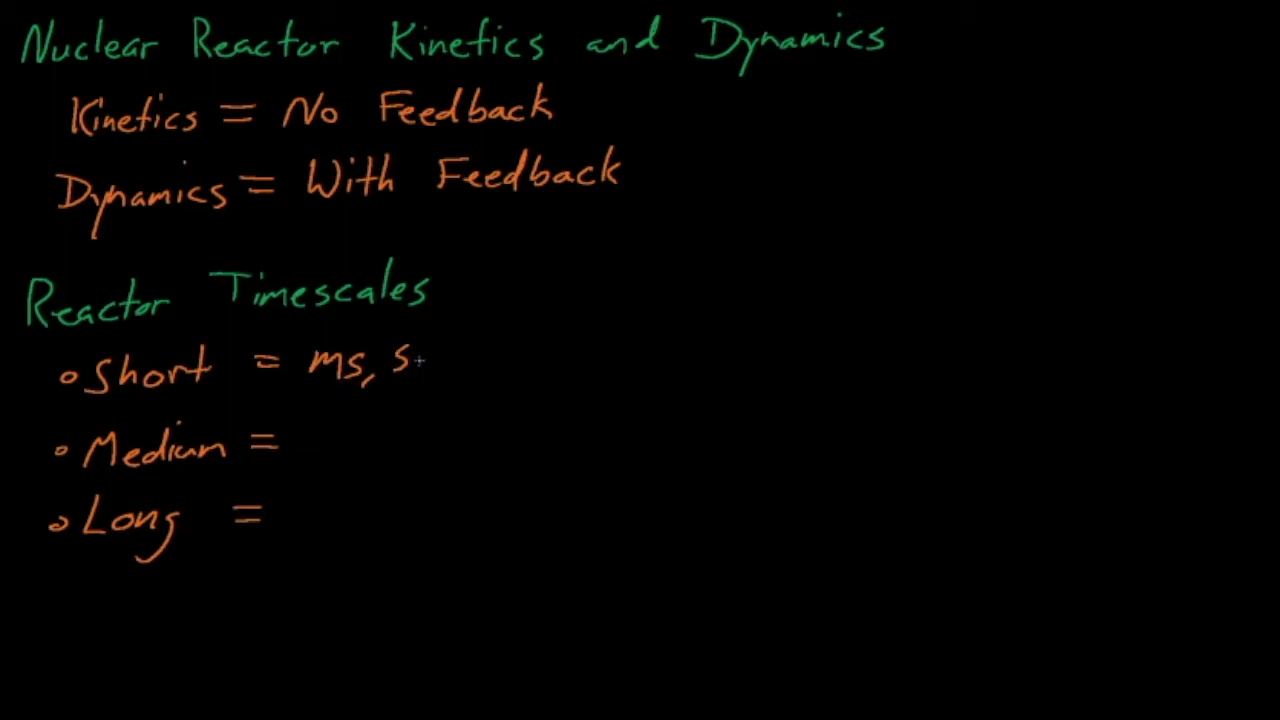 Nuclear Reactor Kinetics and Dynamics
Kinetics = No Feedback
Dynamics = With Feedback
Reactor Timescales
• Short = ms, s
• Medium =
• Long =